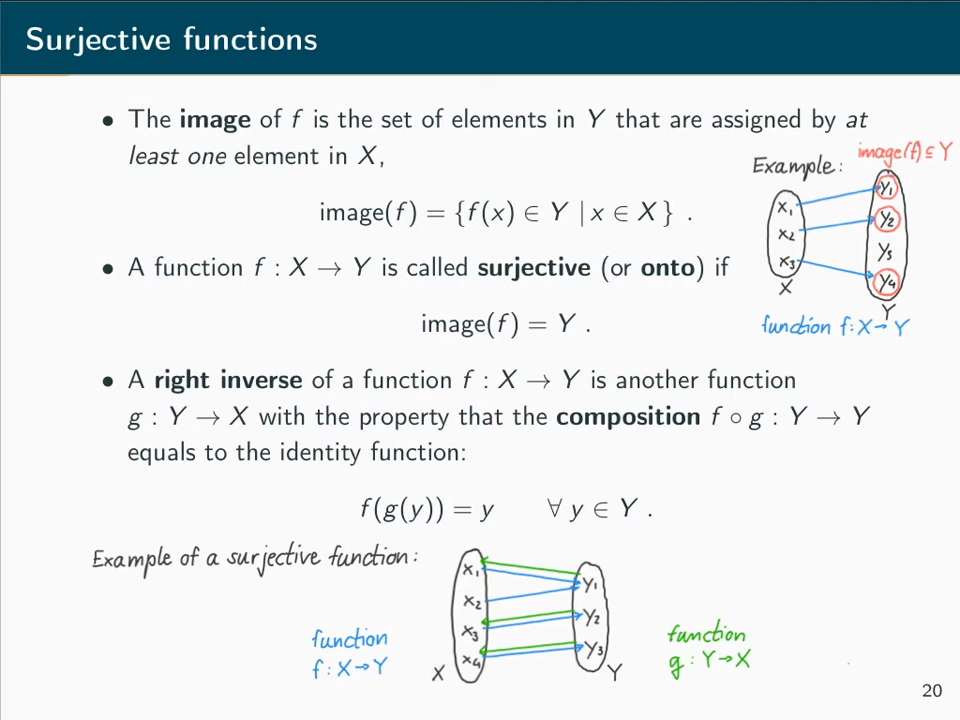 Surjective functions
• The image of f is the set of elements in Y that are assigned by at
least one element in X,
image(f) = {f(x) ∈ Y | x ∈ X} .
Example:
image(f) ⊆ Y
x₁
x₂
x₃
X
y₁
y₂
y₃
y₄
Y
function f: X → Y
• A function f : X → Y is called surjective (or onto) if
image(f) = Y .
• A right inverse of a function f : X → Y is another function
g : Y → X with the property that the composition f ∘ g : Y → Y
equals to the identity function:
f(g(y)) = y ∀ y ∈ Y .
Example of a surjective function:
function
f: X → Y
x₁
x₂
x₃
x₄
X
y₁
y₂
y₃
Y
function
g: Y → X
20